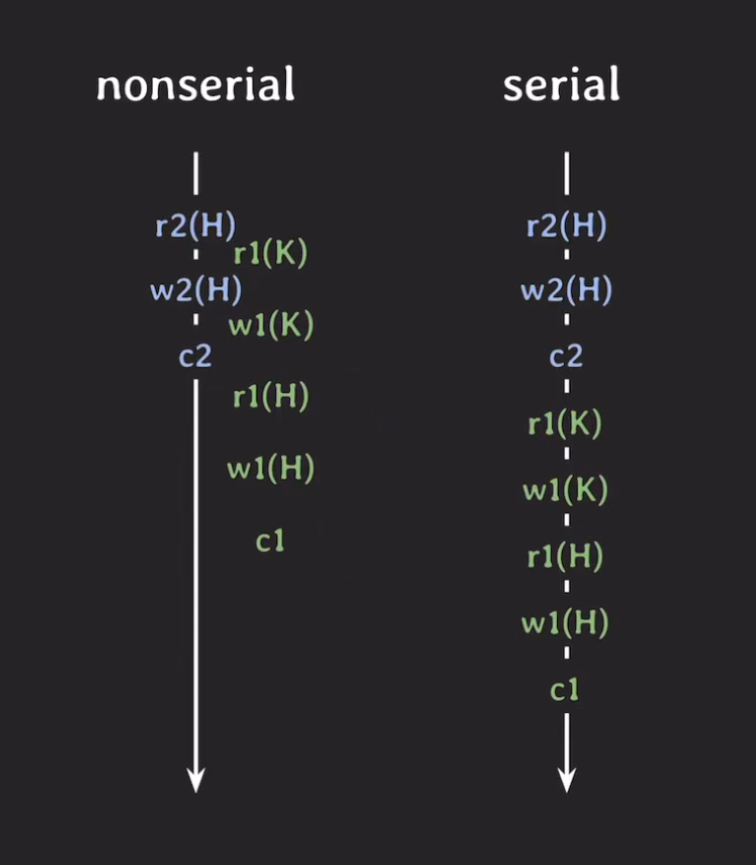 nonserial
r2(H)
r1(K)
w2(H)
w1(K)
c2
r1(H)
w1(H)
c1
serial
r2(H)
w2(H)
c2
r1(K)
w1(K)
r1(H)
w1(H)
c1